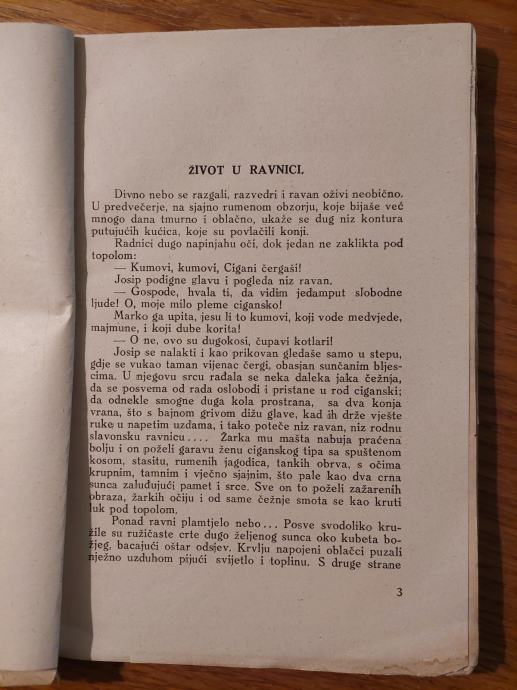 ŽIVOT U RAVNICI.
Divno nebo se razgali, razvedri i ravan oživi neobično.
U predvečerje, na sjajno rumenom obzorju, koje bijaše već
mnogo dana tmurno i oblačno, ukaže se dug niz kontura
putujućih kućica, koje su povlačili konji.
Radnici dugo napinjahu oči, dok jedan ne zaklikta pod
topolom:
— Kumovi, kumovi, Cigani čergaši!
Josip podigne glavu i pogleda niz ravan.
— Gospode, hvala ti, da vidim jedamput slobodne
ljude! O, moje milo pleme cigansko!
Marko ga upita, jesu li to kumovi, koji vode medvjede,
majmune, i koji dube korita!
— O ne, ovo su dugokosi, čupavi kotlari!
Josip se nalakti i kao prikovan gledaše samo u stepu,
gdje se vukao taman vijenac čergi, obasjan sunčanim bljes-
cima. U njegovu srcu rađala se neka daleka jaka čežnja,
da se posvema od rada oslobodi i pristane u rod ciganski;
da odnekle smogne duga kola prostrana, sa dva konja
vrana, što s bajnom grivom dižu glave, kad ih drže vješte
ruke u napetim uzdama, i tako poteče niz ravan, niz rodnu
slavonsku ravnicu .... Žarka mu mašta nabuja praćena
bolju i on poželi garavu ženu ciganskog tipa sa spuštenom
kosom, stasitu, rumenih jagodica, tankih obrva, s očima
krupnim, tamnim i vječno sjajnim, što pale kao dva crna
sunca zaluđujući pamet i srce. Sve on to poželi zažarenih
obraza, žarkih očiju i od same čežnje smota se kao kruti
luk pod topolom.
Ponad ravni plamtjelo nebo... Posve svodoliko kru-
žile su ružičaste crte dugo željenog sunca oko kubeta bo-
žjeg, bacajući oštar odsjev. Krvlju napojeni oblačci puzali
nježno uzduhom pijući svijetlo i toplinu. S druge strane
3